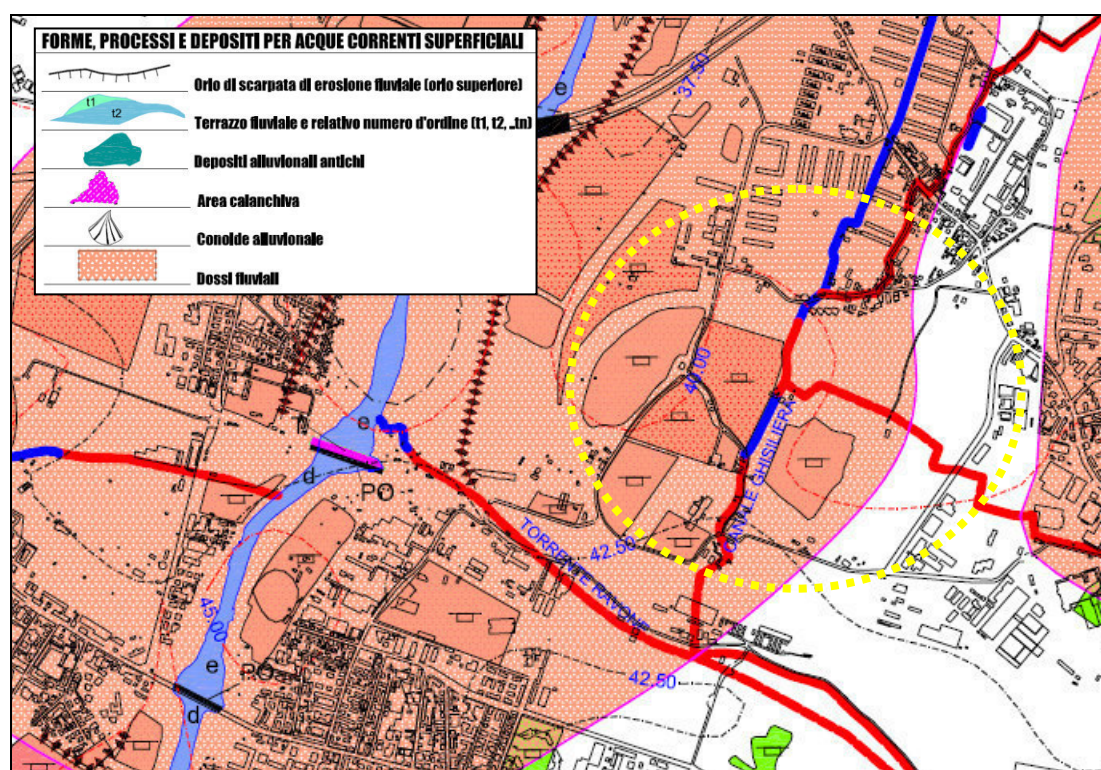 FORME, PROCESSI E DEPOSITI PER ACQUE CORRENTI SUPERFICIALI
Orlo di scarpata di erosione fluviale (orlo superiore)
t1
t2
Terrazzo fluviale e relativo numero d'ordine (t1, t2, ..tn)
Depositi alluvionali antichi
Area calanchiva
Conoide alluvionale
Dossi fluviali
e
37.50
40.00
e
d
PO
CANALE GHISILIERA
42.50
TORRENTE RAVONE
45.00
e
PO
d
42.50